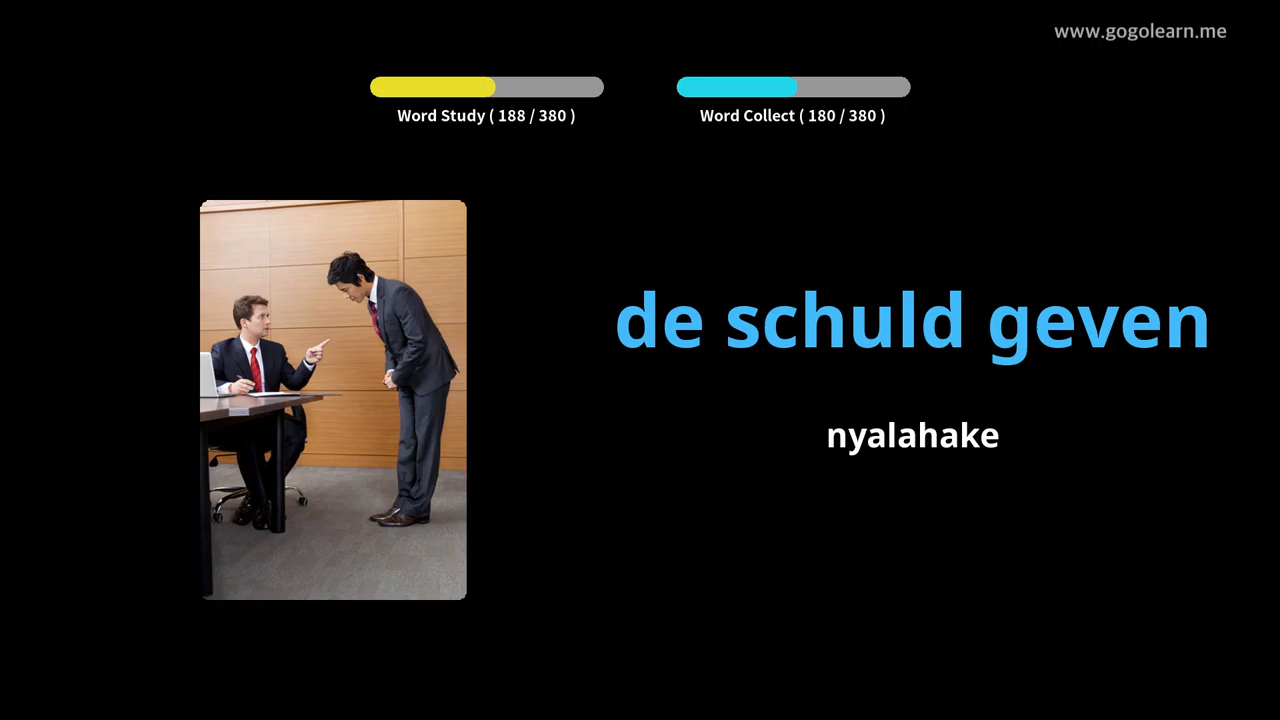 www.gogolearn.me
Word Study ( 188 / 380 )
Word Collect ( 180 / 380 )
de schuld geven
nyalahake